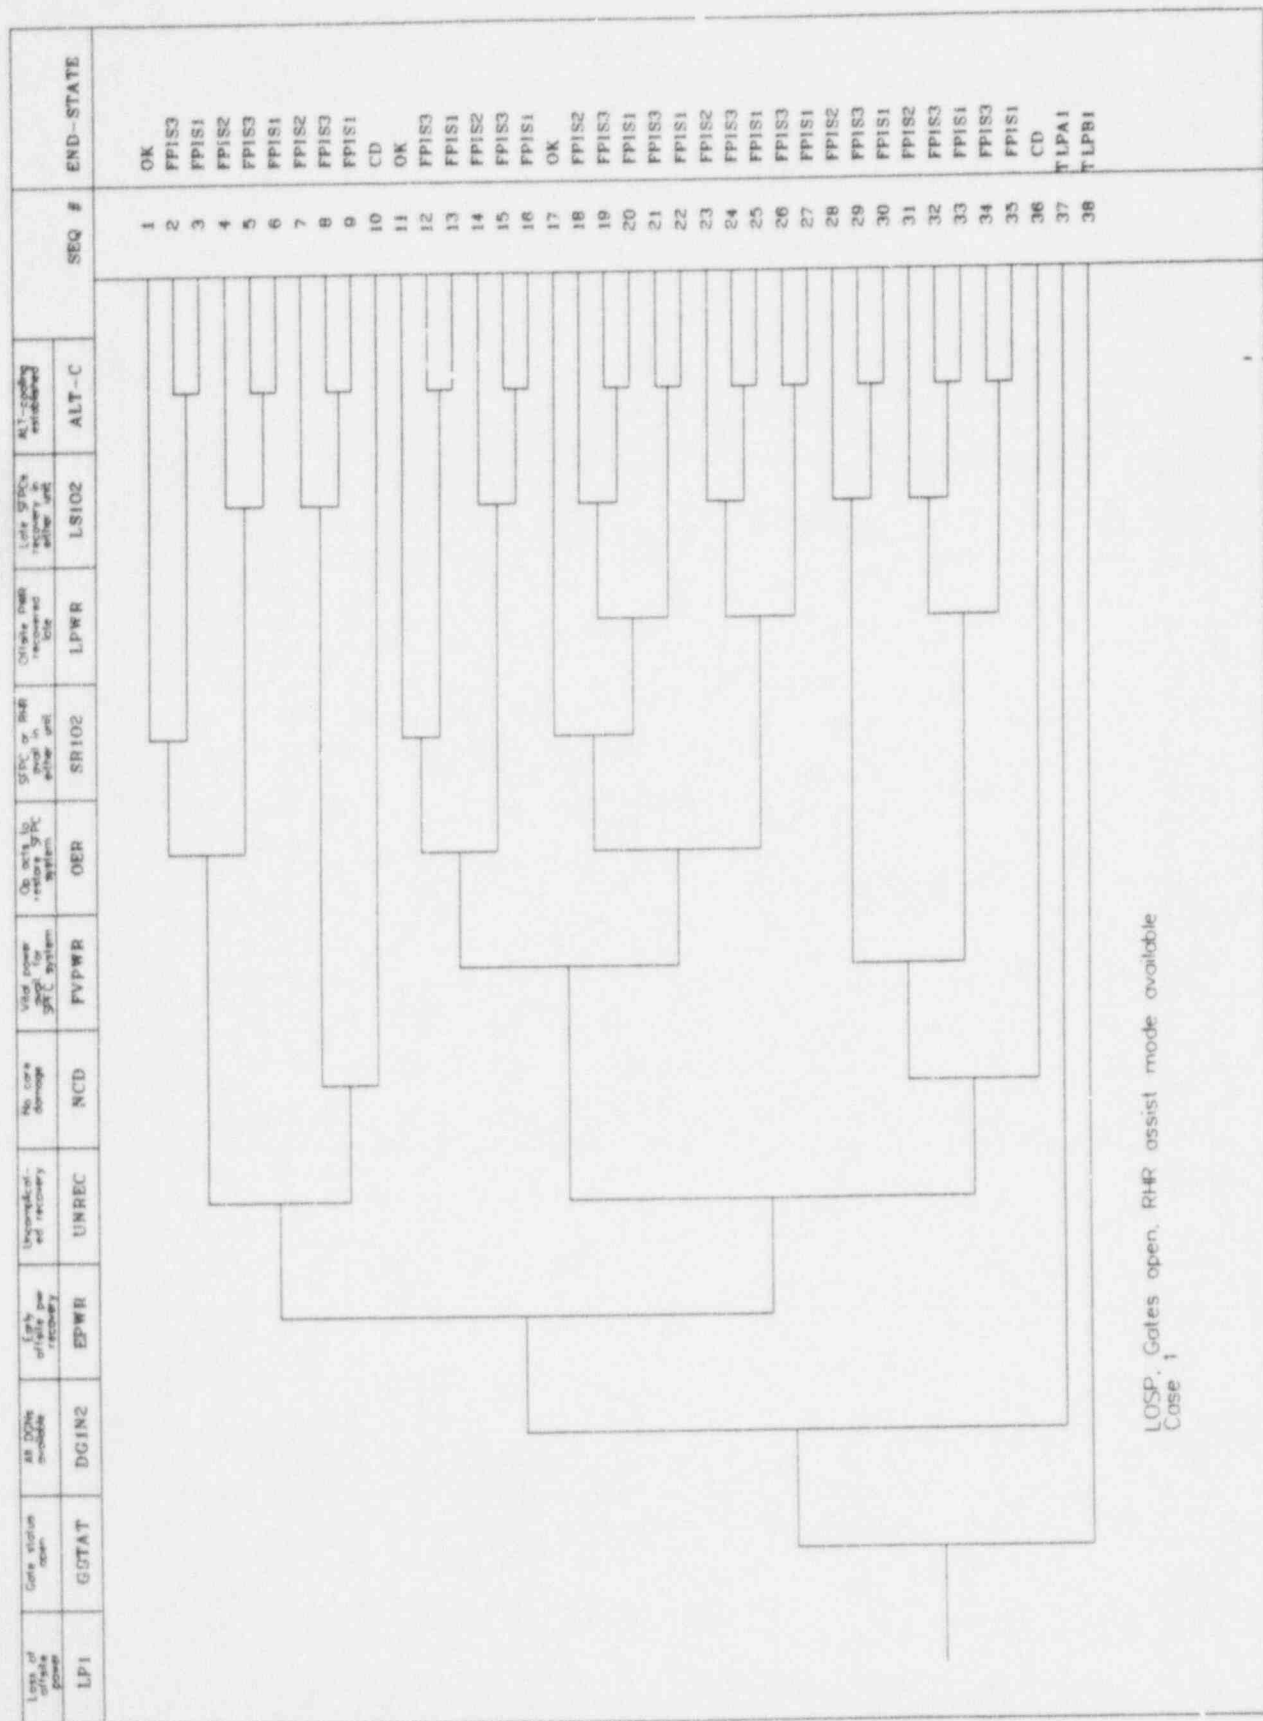 Loss of
offsite
power
LP1
Gate status
open
GSTAT
All DGNs
available
DGIN2
Early
offsite pwr
recovery
EPWR
Uncomplicat-
ed recovery
UNREC
No core
damage
NCD
Vital power
avail for
SFPC system
FVPWR
Op acts to
restore SFPC
system
OER
SFPC or RHR
avail in
either unit
SRIO2
Offsite PWR
recovered
late
LPWR
Late SFPCs
recovery in
either unit
LSIO2
ALT-cooling
established
ALT-C
SEQ # END-STATE
1 OK
2 FPIS3
3 FPIS1
4 FPIS2
5 FPIS3
6 FPIS1
7 FPIS2
8 FPIS3
9 FPIS1
10 CD
11 OK
12 FPIS3
13 FPIS1
14 FPIS2
15 FPIS3
16 FPIS1
17 OK
18 FPIS2
19 FPIS3
20 FPIS1
21 FPIS3
22 FPIS1
23 FPIS2
24 FPIS3
25 FPIS1
26 FPIS3
27 FPIS1
28 FPIS2
29 FPIS3
30 FPIS1
31 FPIS2
32 FPIS3
33 FPIS1
34 FPIS3
35 FPIS1
36 CD
37 T LPA1
38 T LPB1
LOSP, Gates open, RHR assist mode available
Case 1